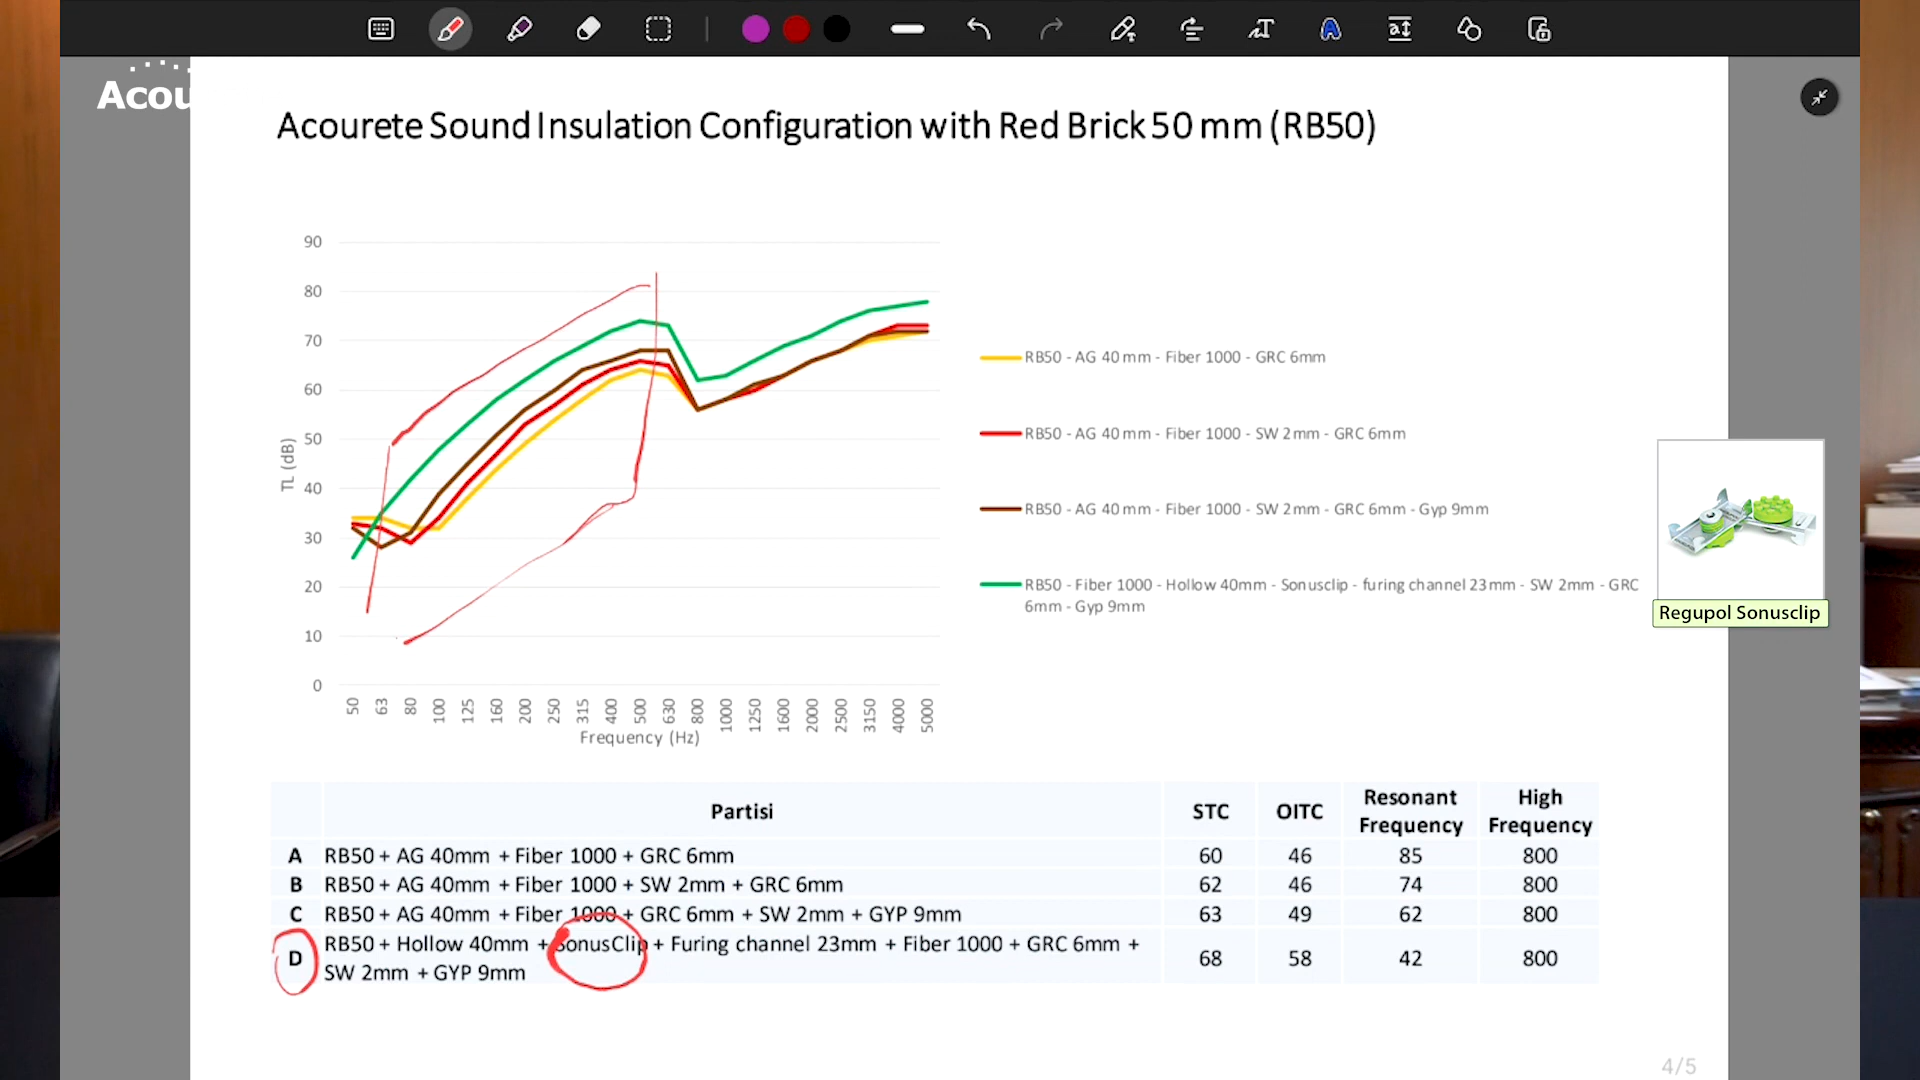 Acou
Acourete Sound Insulation Configuration with Red Brick 50 mm (RB50)
90
80
70
60
50
40
30
20
10
0
TL (dB)
50 63 80 100 125 160 200 250 315 400 500 630 800 1000 1250 1600 2000 2500 3150 4000 5000
Frequency (Hz)
RB50 - AG 40 mm - Fiber 1000 - GRC 6mm
RB50 - AG 40 mm - Fiber 1000 - SW 2mm - GRC 6mm
RB50 - AG 40 mm - Fiber 1000 - SW 2mm - GRC 6mm - Gyp 9mm
RB50 - Fiber 1000 - Hollow 40mm - Sonusclip - furing channel 23mm - SW 2mm - GRC
6mm - Gyp 9mm
Regupol Sonusclip
Partisi STC OITC Resonant Frequency High Frequency
A RB50 + AG 40mm + Fiber 1000 + GRC 6mm 60 46 85 800
B RB50 + AG 40mm + Fiber 1000 + SW 2mm + GRC 6mm 62 46 74 800
C RB50 + AG 40mm + Fiber 1000 + GRC 6mm + SW 2mm + GYP 9mm 63 49 62 800
D RB50 + Hollow 40mm + SonusClip + Furing channel 23mm + Fiber 1000 + GRC 6mm +
SW 2mm + GYP 9mm 68 58 42 800
4/5